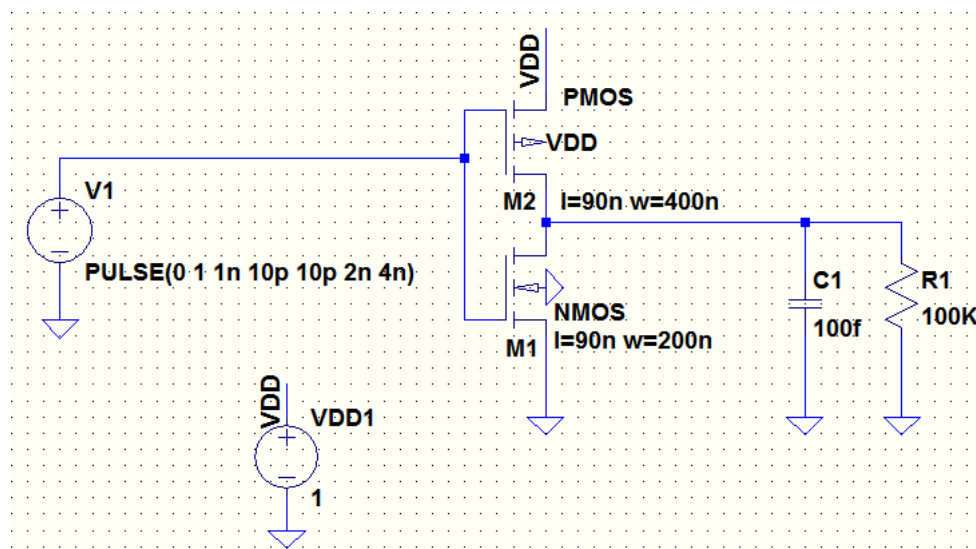 VDD
PMOS
VDD
V1
M2
l=90n w=400n
PULSE(0 1 1n 10p 10p 2n 4n)
C1
R1
NMOS
100f
100K
M1
l=90n w=200n
VDD
VDD1
1